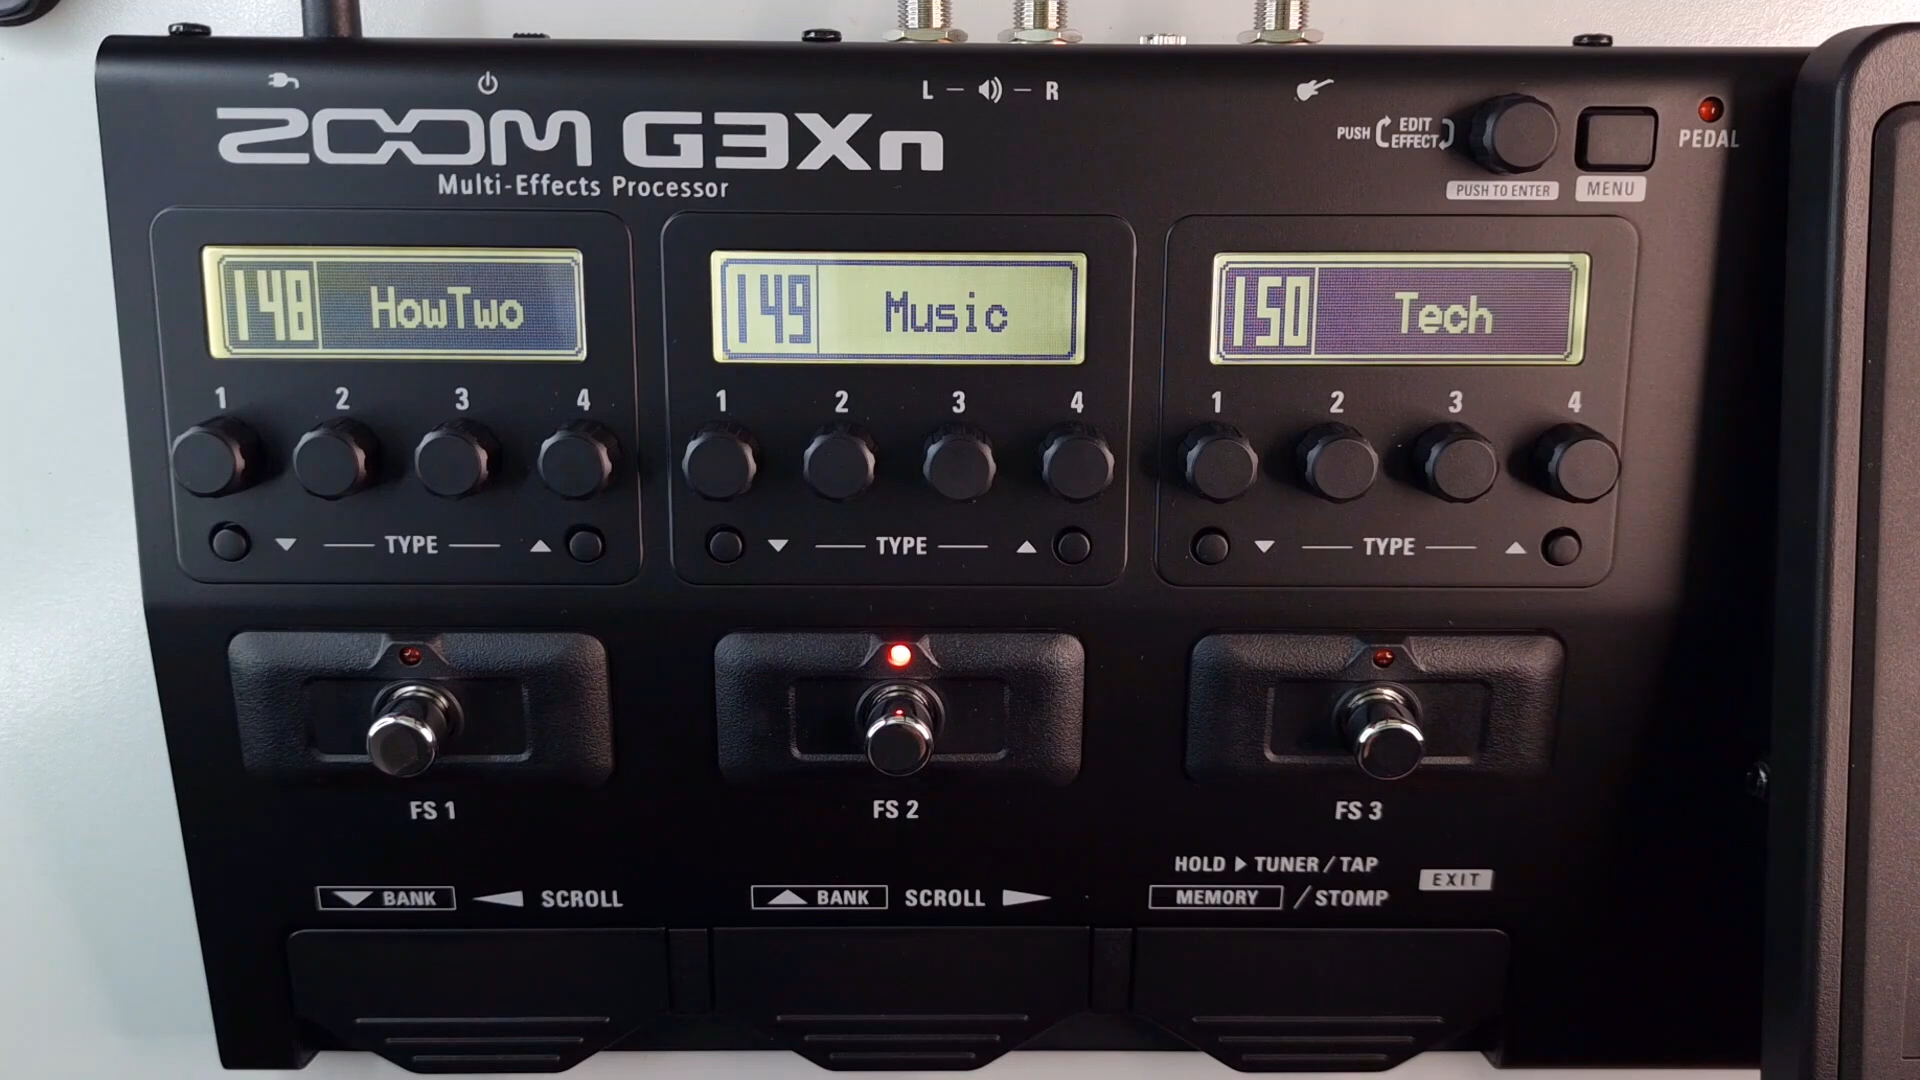 L R
ZOOM G3Xn
Multi-Effects Processor
PUSH EDIT EFFECT
PUSH TO ENTER
MENU
PEDAL
148 HowTwo
149 Music
150 Tech
1 2 3 4
1 2 3 4
1 2 3 4
TYPE
TYPE
TYPE
FS 1
FS 2
FS 3
BANK SCROLL
BANK SCROLL
HOLD TUNER / TAP
MEMORY / STOMP
EXIT